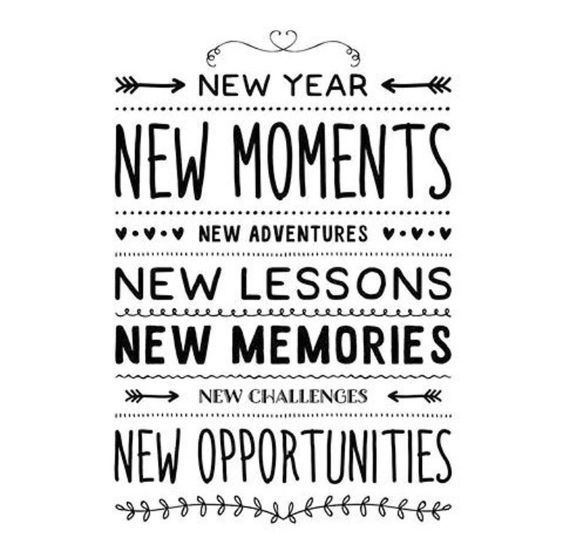 NEW YEAR
NEW MOMENTS
NEW ADVENTURES
NEW LESSONS
NEW MEMORIES
NEW CHALLENGES
NEW OPPORTUNITIES